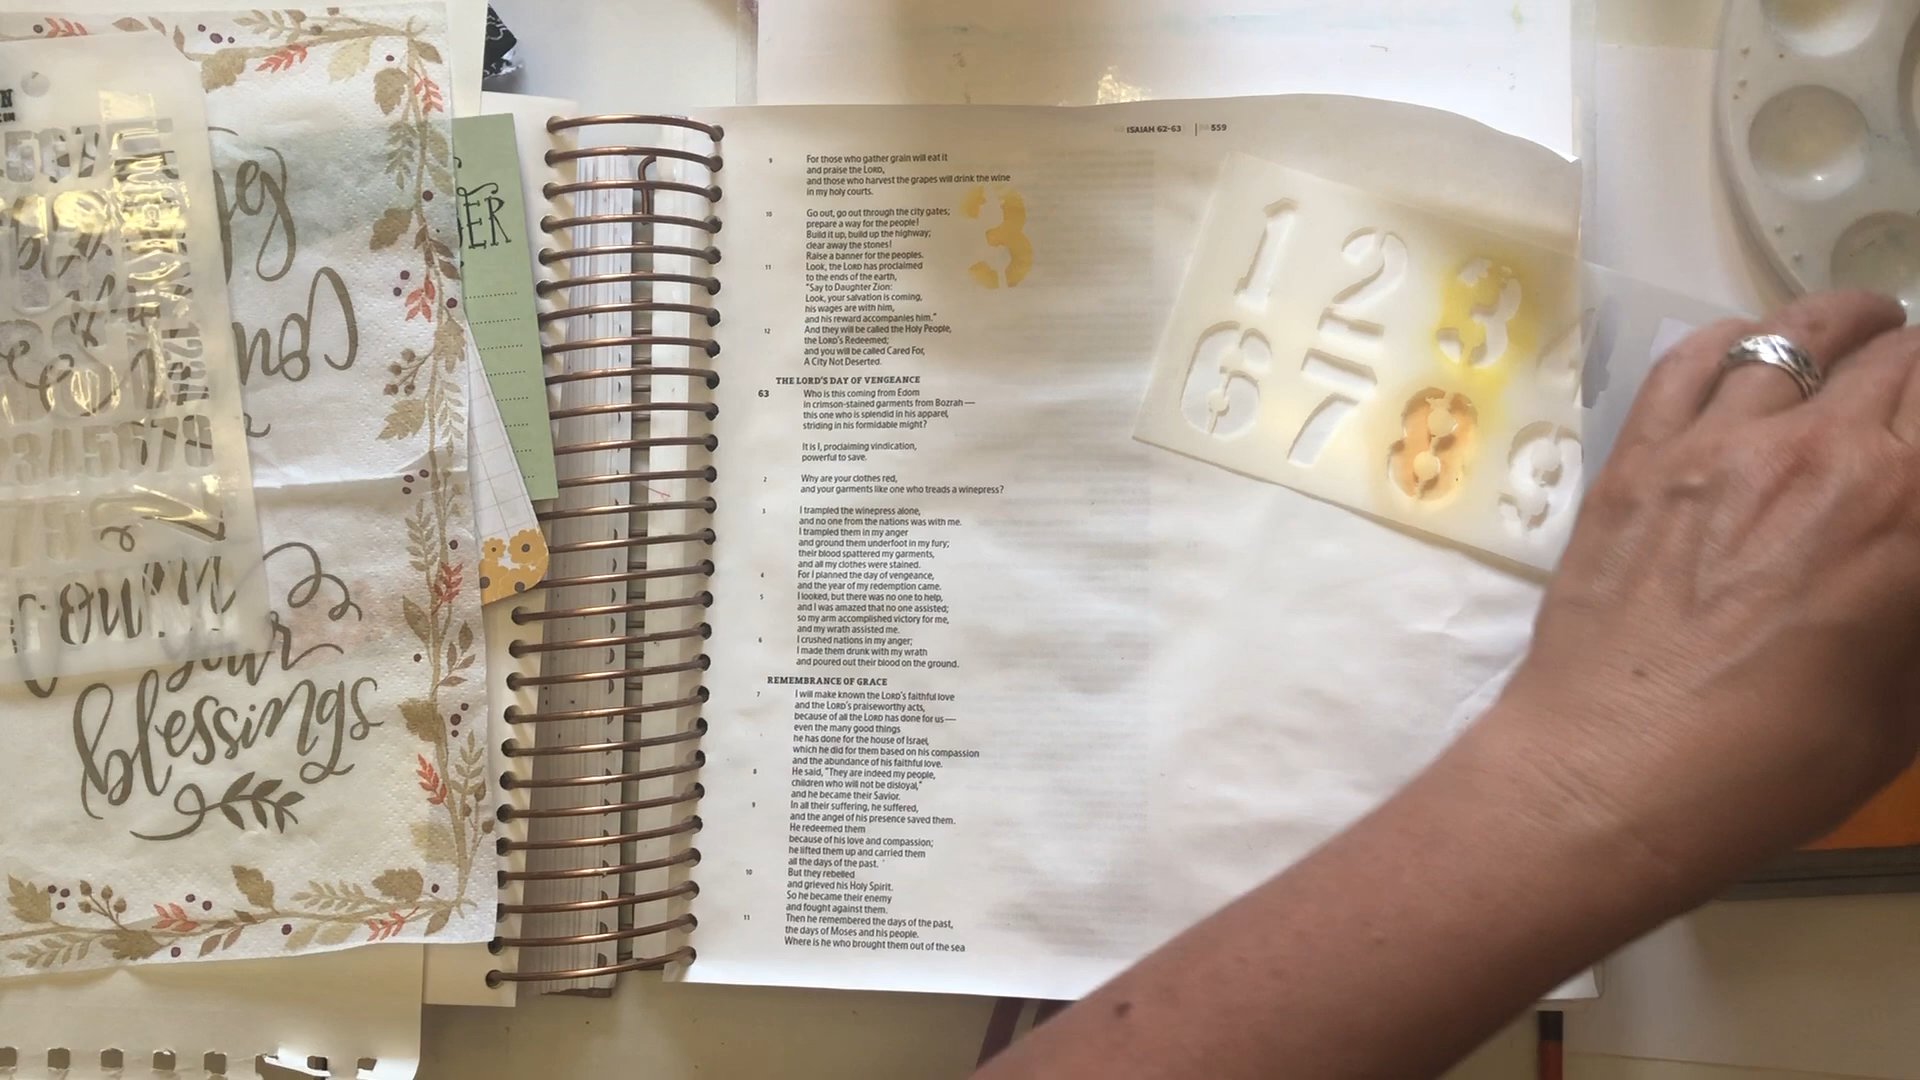 ISAIAH 62-63 | 559
9 For those who gather grain will eat it
and praise the LORD,
and those who harvest the grapes will drink the wine
in my holy courts.
10 Go out, go out through the city gates;
prepare a way for the people!
Build it up, build up the highway;
clear away the stones!
Raise a banner for the peoples.
11 Look, the LORD has proclaimed
to the ends of the earth,
"Say to Daughter Zion:
Look, your salvation is coming,
his wages are with him,
and his reward accompanies him."
12 And they will be called the Holy People,
the LORD's Redeemed;
and you will be called Cared For,
A City Not Deserted.
THE LORD'S DAY OF VENGEANCE
63 Who is this coming from Edom
in crimson-stained garments from Bozrah —
this one who is splendid in his apparel,
striding in his formidable might?
It is I, proclaiming vindication,
powerful to save.
2 Why are your clothes red,
and your garments like one who treads a winepress?
3 I trampled the winepress alone,
and no one from the nations was with me.
I trampled them in my anger
and ground them underfoot in my fury;
their blood spattered my garments,
and all my clothes were stained.
4 For I planned the day of vengeance,
and the year of my redemption came.
5 I looked, but there was no one to help,
and I was amazed that no one assisted;
so my arm accomplished victory for me,
and my wrath assisted me.
6 I crushed nations in my anger;
I made them drunk with my wrath
and poured out their blood on the ground.
REMEMBRANCE OF GRACE
7 I will make known the LORD's faithful love
and the LORD's praiseworthy acts,
because of all the LORD has done for us —
even the many good things
he has done for the house of Israel,
which he did for them based on his compassion
and the abundance of his faithful love.
8 He said, "They are indeed my people,
children who will not be disloyal,"
and he became their Savior.
9 In all their suffering, he suffered,
and the angel of his presence saved them.
He redeemed them
because of his love and compassion;
he lifted them up and carried them
all the days of the past.
10 But they rebelled
and grieved his Holy Spirit.
So he became their enemy
and fought against them.
11 Then he remembered the days of the past,
the days of Moses and his people.
Where is he who brought them out of the sea
3
1 2 3
6 7 8 9
your
blessings